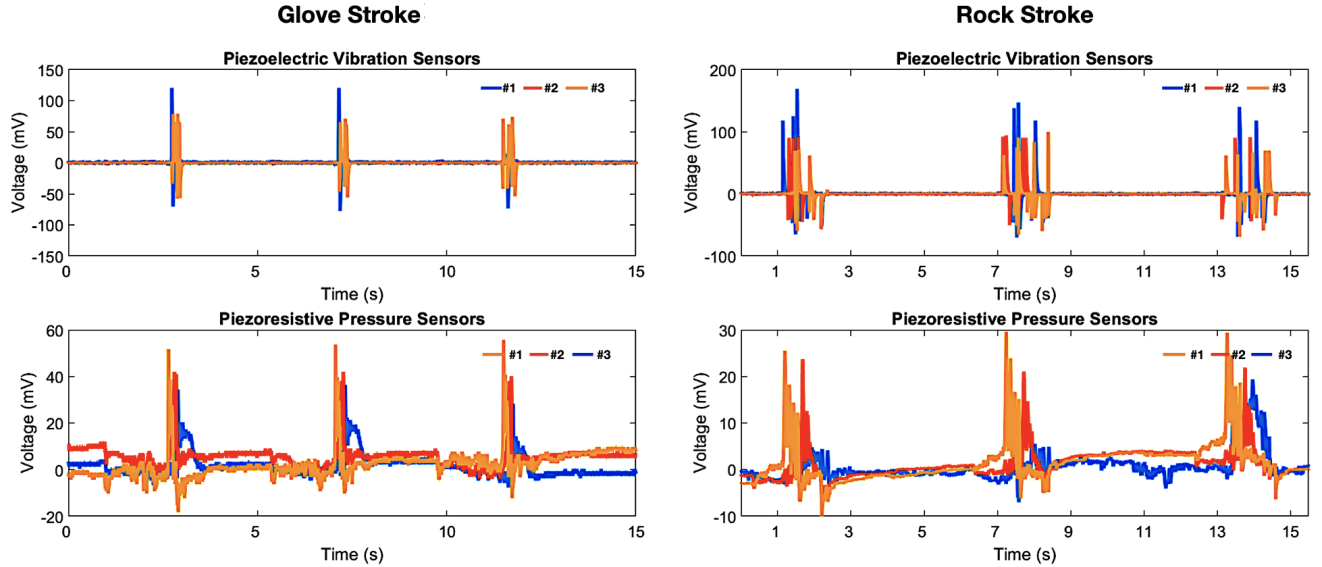 Glove Stroke
Piezoelectric Vibration Sensors
150
100
50
0
-50
-100
-150
Voltage (mV)
#1 #2 #3
0 5 10 15
Time (s)
Piezoresistive Pressure Sensors
60
40
20
0
-20
Voltage (mV)
#1 #2 #3
0 5 10 15
Time (s)
Rock Stroke
Piezoelectric Vibration Sensors
200
100
0
-100
Voltage (mV)
#1 #2 #3
1 3 5 7 9 11 13 15
Time (s)
Piezoresistive Pressure Sensors
30
20
10
0
-10
Voltage (mV)
#1 #2 #3
1 3 5 7 9 11 13 15
Time (s)